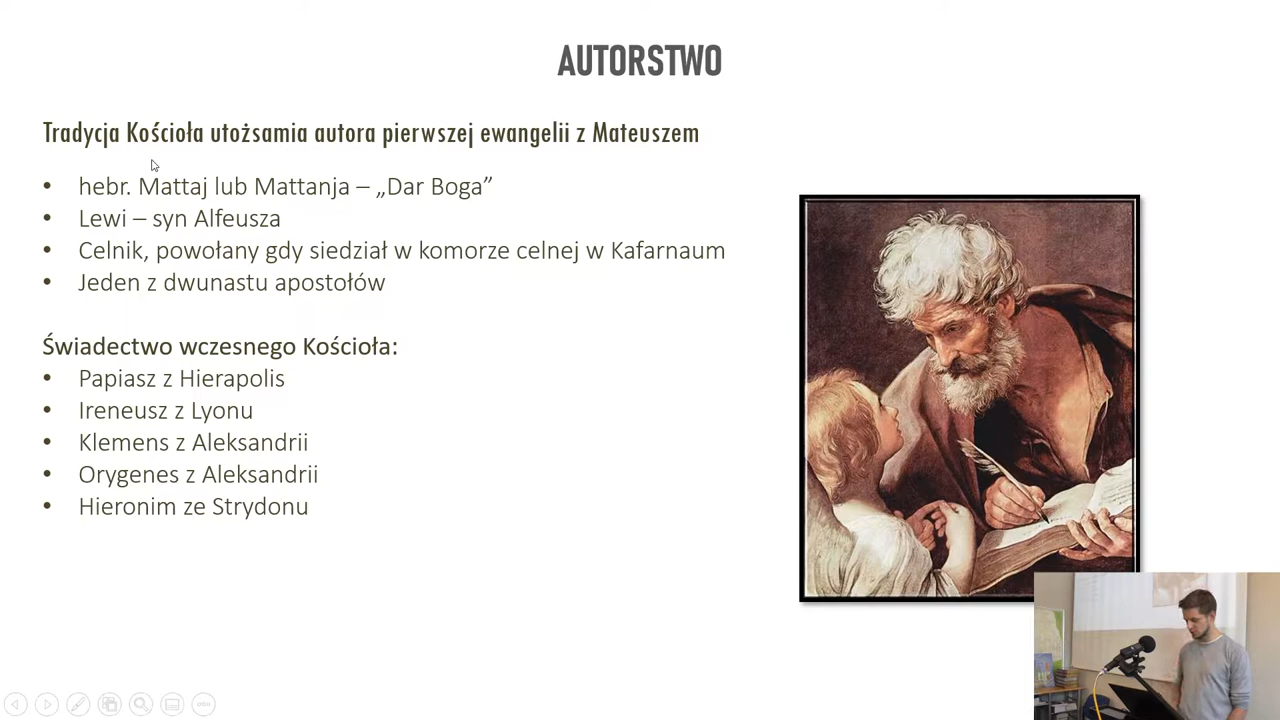 AUTORSTWO
Tradycja Kościoła utożsamia autora pierwszej ewangelii z Mateuszem
• hebr. Mattaj lub Mattanja – „Dar Boga”
• Lewi – syn Alfeusza
• Celnik, powołany gdy siedział w komorze celnej w Kafarnaum
• Jeden z dwunastu apostołów
Świadectwo wczesnego Kościoła:
• Papiasz z Hierapolis
• Ireneusz z Lyonu
• Klemens z Aleksandrii
• Orygenes z Aleksandrii
• Hieronim ze Strydonu